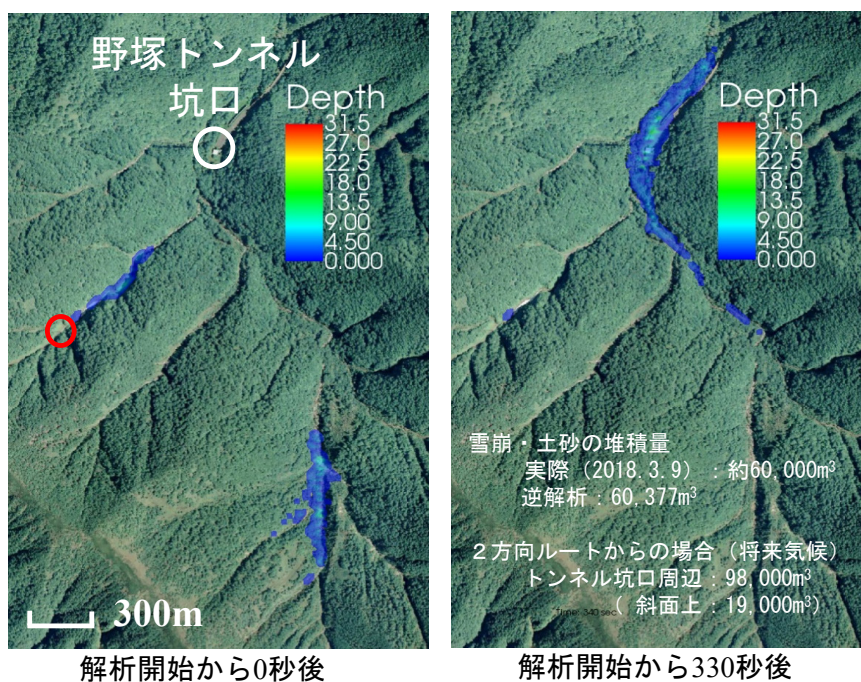 野塚トンネル
坑口
Depth
31.5
27.0
22.5
18.0
13.5
9.00
4.50
0.000
300m
解析開始から0秒後
Depth
31.5
27.0
22.5
18.0
13.5
9.00
4.50
0.000
雪崩・土砂の堆積量
実際（2018.3.9）：約60,000m³
逆解析：60,377m³
２方向ルートからの場合（将来気候）
トンネル坑口周辺：98,000m³
（ 斜面上：19,000m³）
Time: 340 sec
解析開始から330秒後